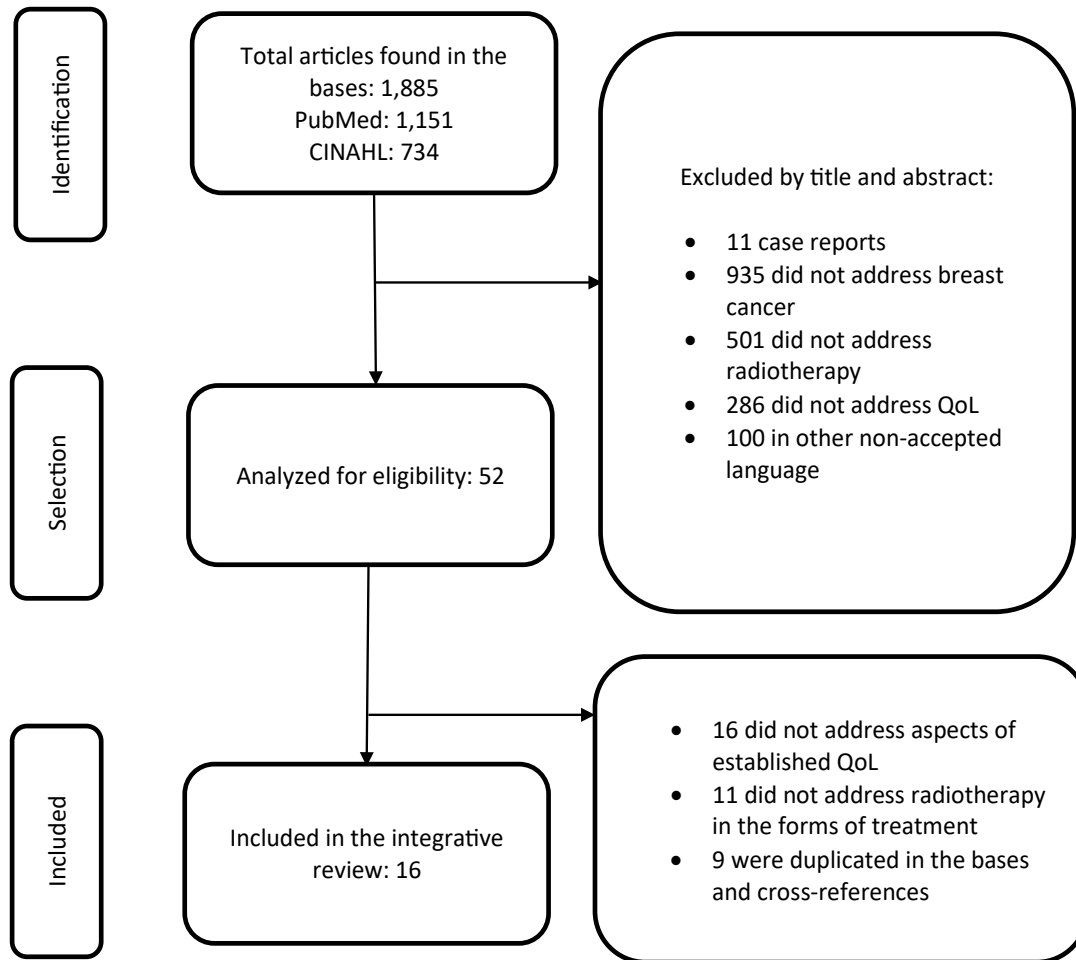 Identification
Total articles found in the
bases: 1,885
PubMed: 1,151
CINAHL: 734
Excluded by title and abstract:
• 11 case reports
• 935 did not address breast
cancer
• 501 did not address
radiotherapy
• 286 did not address QoL
• 100 in other non-accepted
language
Selection
Analyzed for eligibility: 52
Included
Included in the integrative
review: 16
• 16 did not address aspects of
established QoL
• 11 did not address radiotherapy
in the forms of treatment
• 9 were duplicated in the bases
and cross-references